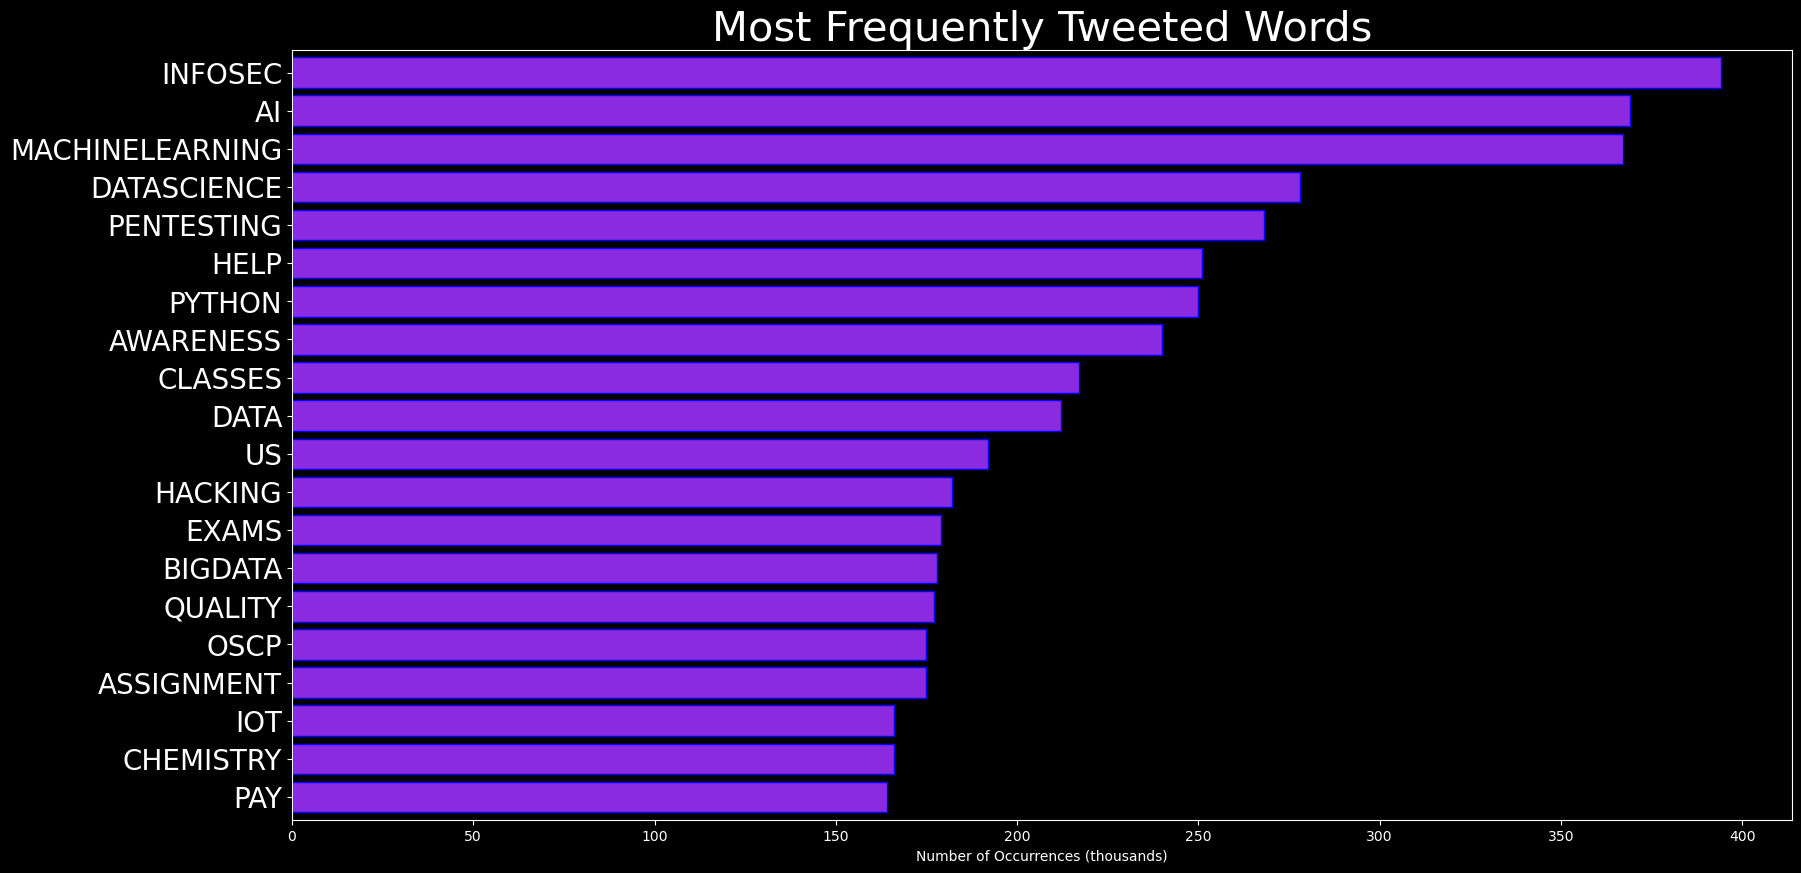 Most Frequently Tweeted Words
INFOSEC
AI
MACHINELEARNING
DATASCIENCE
PENTESTING
HELP
PYTHON
AWARENESS
CLASSES
DATA
US
HACKING
EXAMS
BIGDATA
QUALITY
OSCP
ASSIGNMENT
IOT
CHEMISTRY
PAY
0 50 100 150 200 250 300 350 400
Number of Occurrences (thousands)